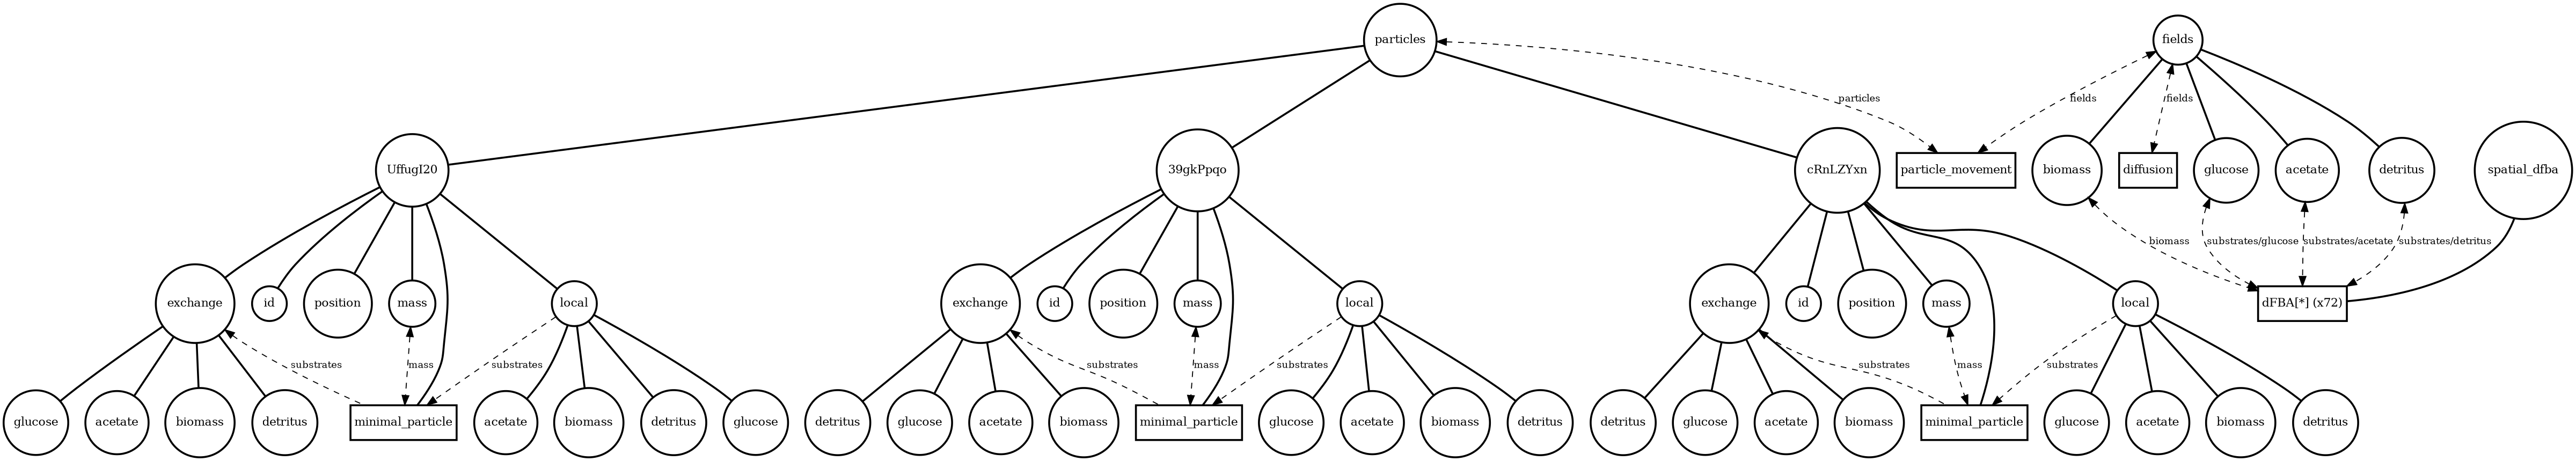 particles
fields
particles
fields
fields
UffugI20
39gkPpqo
cRnLZYxn
particle_movement
biomass
diffusion
glucose
acetate
detritus
spatial_dfba
biomass
substrates/glucose
substrates/acetate
substrates/detritus
exchange
id
position
mass
local
exchange
id
position
mass
local
exchange
id
position
mass
local
dFBA[*] (x72)
substrates
mass
substrates
substrates
mass
substrates
substrates
mass
substrates
glucose
acetate
biomass
detritus
minimal_particle
acetate
biomass
detritus
glucose
detritus
glucose
acetate
biomass
minimal_particle
glucose
acetate
biomass
detritus
detritus
glucose
acetate
biomass
minimal_particle
glucose
acetate
biomass
detritus